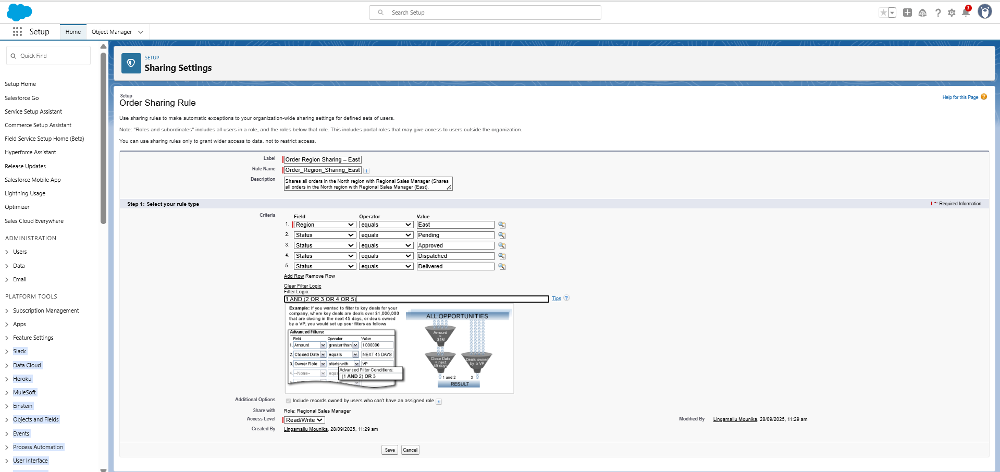 Search Setup
3
Setup
Home
Object Manager
Quick Find
Setup Home
Salesforce Go
Service Setup Assistant
Commerce Setup Assistant
Field Service Setup Home (Beta)
Hyperforce Assistant
Release Updates
Salesforce Mobile App
Lightning Usage
Optimizer
Sales Cloud Everywhere
ADMINISTRATION
Users
Data
Email
PLATFORM TOOLS
Subscription Management
Apps
Feature Settings
Slack
Data Cloud
Heroku
MuleSoft
Einstein
Objects and Fields
Events
Process Automation
User Interface
SETUP
Sharing Settings
Setup
Order Sharing Rule
Help for this Page
Use sharing rules to make automatic exceptions to your organization-wide sharing settings for defined sets of users.
Note: "Roles and subordinates" includes all users in a role, and the roles below that role. This includes portal roles that may give access to users outside the organization.
You can use sharing rules only to grant wider access to data, not to restrict access.
Label Order Region Sharing – East
Rule Name Order_Region_Sharing_East
Description Shares all orders in the North region with Regional Sales Manager (Shares
all orders in the North region with Regional Sales Manager (East).
Step 1: Select your rule type
*= Required Information
Criteria
Field Operator Value
1. Region equals East
2. Status equals Pending
3. Status equals Approved
4. Status equals Dispatched
5. Status equals Delivered
Add Row Remove Row
Clear Filter Logic
Filter Logic:
1 AND (2 OR 3 OR 4 OR 5)
Tips
Example: If you wanted to filter to key deals for your
company, where key deals are deals over $1,000,000
that are closing in the next 45 days, or deals owned
by a VP, you would set up your filters as follows
Advanced Filters:
Field Operator Value
1. Amount greater than 1000000
2. Closed Date equals NEXT 45 DAYS
3. Owner Role starts with VP
4. --None-- equa
Advanced Filter Conditions:
(1 AND 2) OR 3
ALL OPPORTUNITIES
Amount
>
$1M
Close Date
= next
45 days
Deals owned
by a VP
1 and 2
3
RESULT
Additional Options Include records owned by users who can't have an assigned role
Share with Role: Regional Sales Manager
Access Level Read/Write
Modified By Lingamallu Mounika, 28/09/2025, 11:29 am
Created By Lingamallu Mounika, 28/09/2025, 11:29 am
Save Cancel